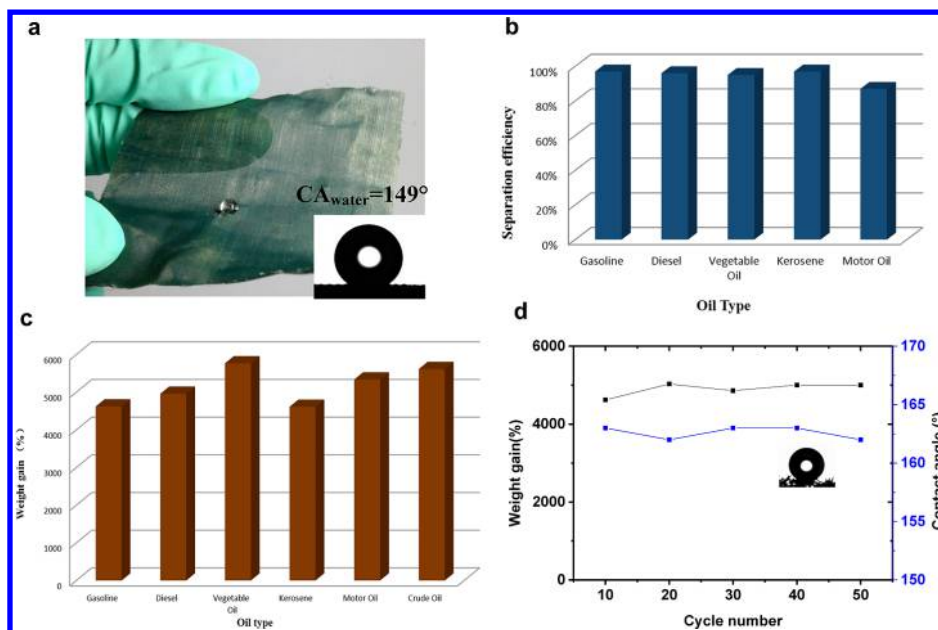 a
CAwater=149°
b
100%
80%
60%
40%
20%
0%
Separation efficiency
Gasoline Diesel Vegetable Oil Kerosene Motor Oil
Oil Type
c
6000
5000
4000
3000
2000
1000
0
Weight gain (%)
Gasoline Diesel Vegetable Oil Kerosene Motor Oil Crude Oil
Oil type
d
6000
4000
2000
0
Weight gain(%)
170
165
160
155
150
Contact angle (°)
10 20 30 40 50
Cycle number